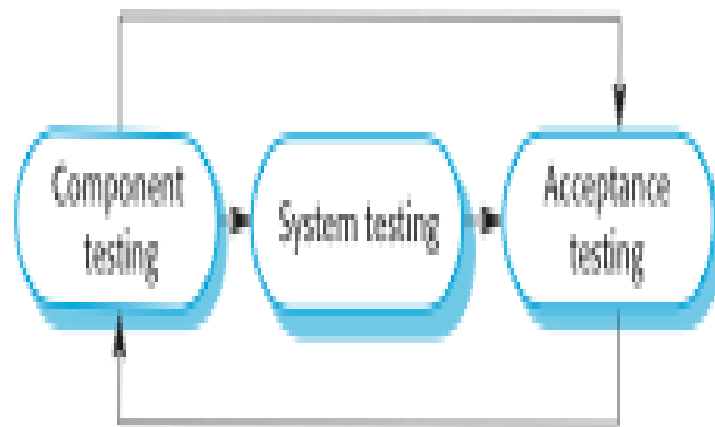 Component
testing
System testing
Acceptance
testing